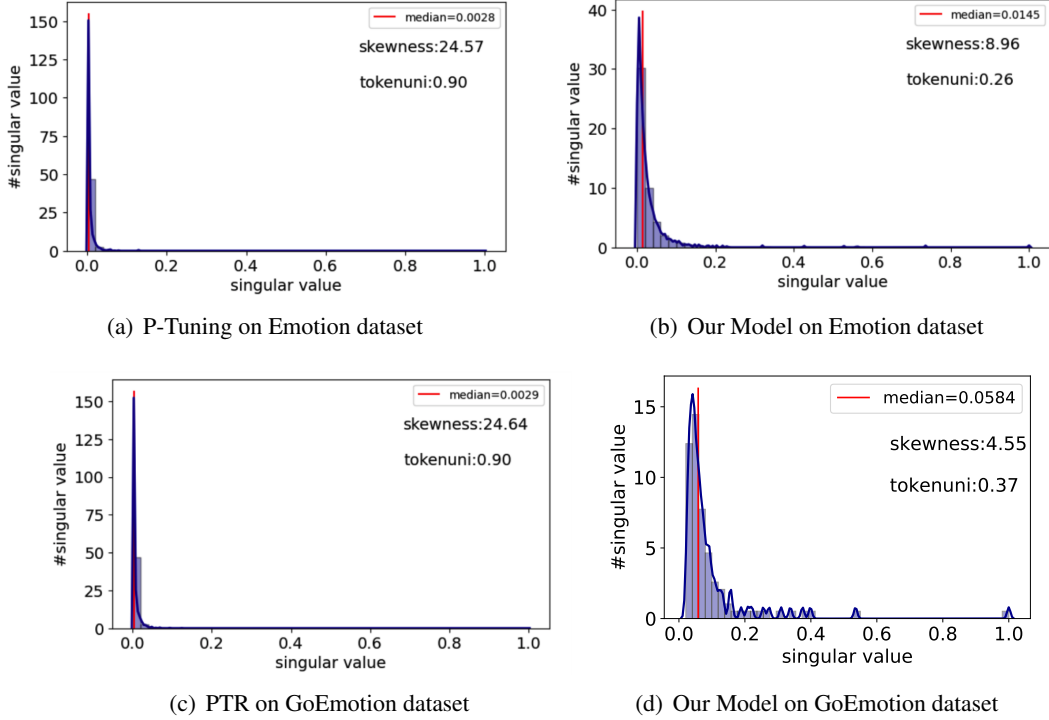 150
125
100
75
50
25
0
#singular value
median=0.0028
skewness:24.57
tokenuni:0.90
0.0 0.2 0.4 0.6 0.8 1.0
singular value
(a) P-Tuning on Emotion dataset
40
30
20
10
0
#singular value
median=0.0145
skewness:8.96
tokenuni:0.26
0.0 0.2 0.4 0.6 0.8 1.0
singular value
(b) Our Model on Emotion dataset
150
125
100
75
50
25
0
#singular value
median=0.0029
skewness:24.64
tokenuni:0.90
0.0 0.2 0.4 0.6 0.8 1.0
singular value
(c) PTR on GoEmotion dataset
15
10
5
0
#singular value
median=0.0584
skewness:4.55
tokenuni:0.37
0.0 0.2 0.4 0.6 0.8 1.0
singular value
(d) Our Model on GoEmotion dataset